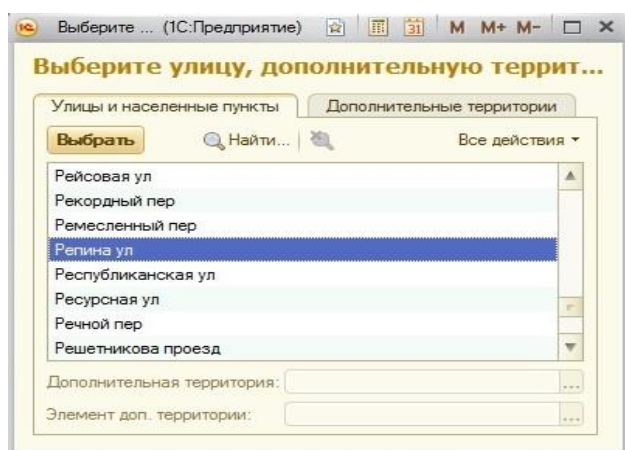 Выберите ... (1С:Предприятие) 31 M M+ M-
Выберите улицу, дополнительную террит...
Улицы и населенные пункты Дополнительные территории
Выбрать Найти... Все действия
Рейсовая ул
Рекордный пер
Ремесленный пер
Репина ул
Республиканская ул
Ресурсная ул
Речной пер
Решетникова проезд
Дополнительная территория: ...
Элемент доп. территории: ...